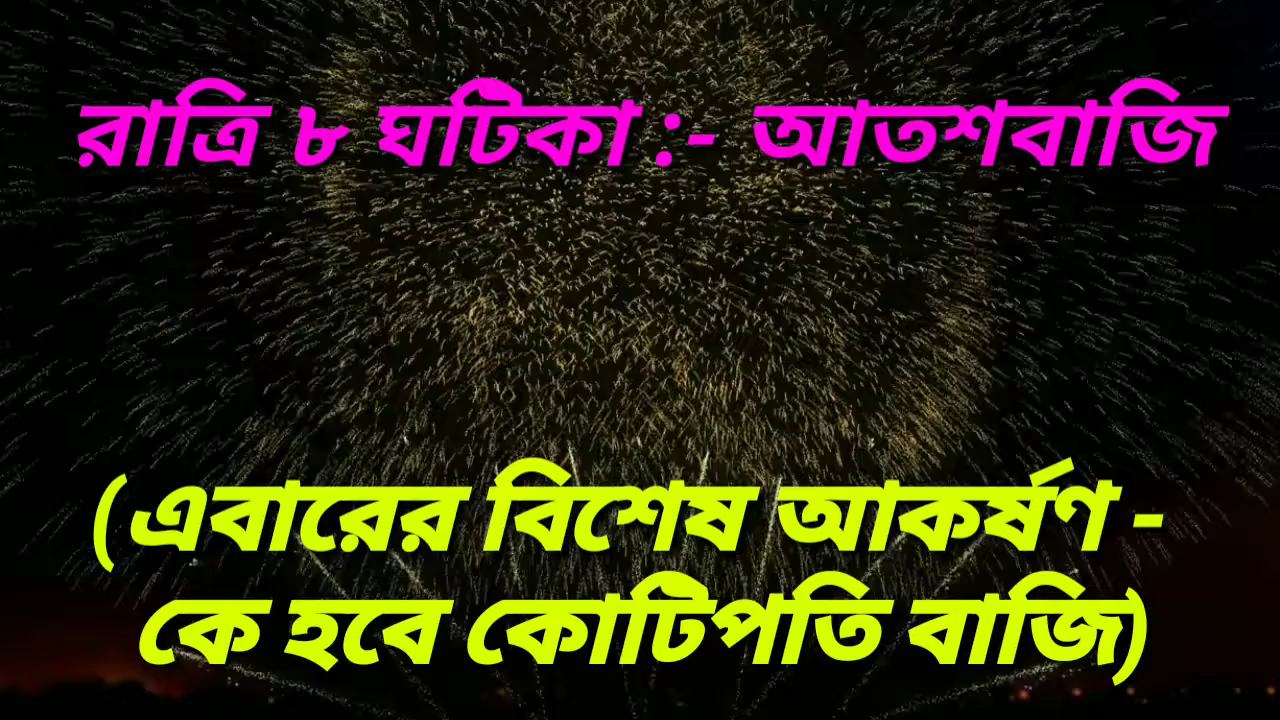 রাত্রি ৮ ঘটিকা :- আতশবাজি
(এবারের বিশেষ আকর্ষণ -
কে হবে কোটিপতি বাজি)